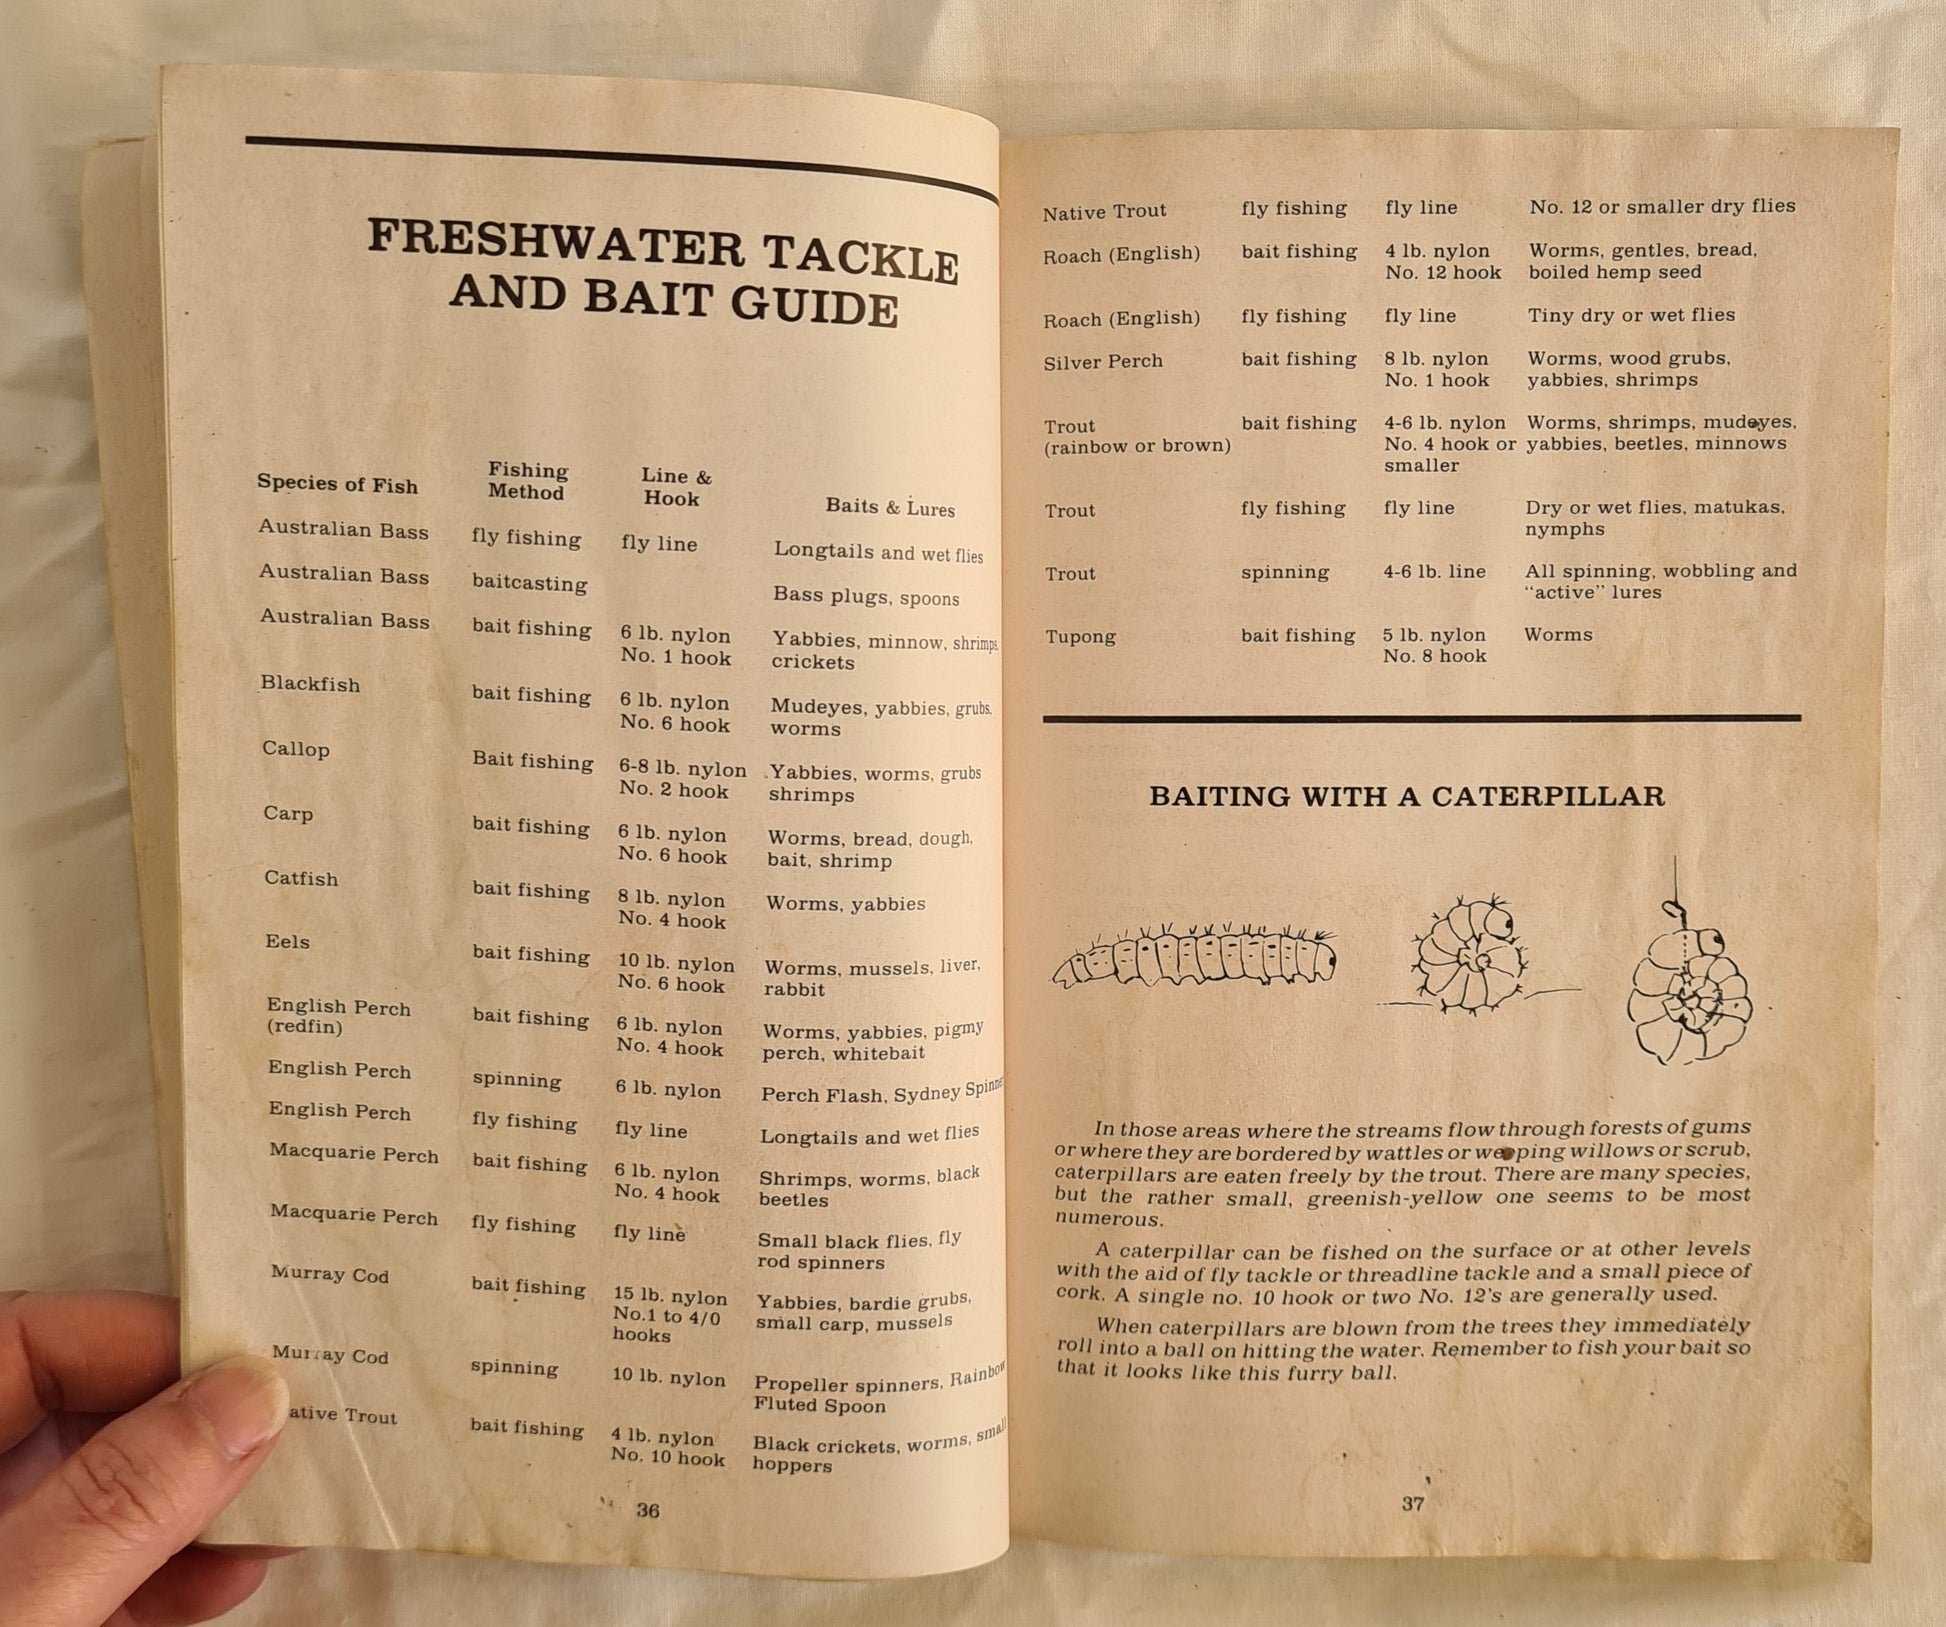 FRESHWATER TACKLE
AND BAIT GUIDE
Species of Fish Fishing Method Line & Hook Baits & Lures
Australian Bass fly fishing fly line Longtails and wet flies
Australian Bass baitcasting Bass plugs, spoons
Australian Bass bait fishing 6 lb. nylon Yabbies, minnow, shrimps,
No. 1 hook crickets
Blackfish bait fishing 6 lb. nylon Mudeyes, yabbies, grubs,
No. 6 hook worms
Callop Bait fishing 6-8 lb. nylon Yabbies, worms, grubs
No. 2 hook shrimps
Carp bait fishing 6 lb. nylon Worms, bread, dough,
No. 6 hook bait, shrimp
Catfish bait fishing 8 lb. nylon Worms, yabbies
No. 4 hook
Eels bait fishing 10 lb. nylon Worms, mussels, liver,
No. 6 hook rabbit
English Perch bait fishing 6 lb. nylon Worms, yabbies, pigmy
(redfin) No. 4 hook perch, whitebait
English Perch spinning 6 lb. nylon Perch Flash, Sydney
English Perch fly fishing fly line Longtails and wet flies
Macquarie Perch bait fishing 6 lb. nylon Shrimps, worms, black
No. 4 hook beetles
Macquarie Perch fly fishing fly line Small black flies, fly
rod spinners
Murray Cod bait fishing 15 lb. nylon Yabbies, bardie grubs,
No.1 to 4/0 small carp, mussels
hooks
Murray Cod spinning 10 lb. nylon Propeller spinners, Rainbow
Fluted Spoon
ative Trout bait fishing 4 lb. nylon Black crickets, worms, small
No. 10 hook hoppers
36
Native Trout fly fishing fly line No. 12 or smaller dry flies
Roach (English) bait fishing 4 lb. nylon Worms, gentles, bread,
No. 12 hook boiled hemp seed
Roach (English) fly fishing fly line Tiny dry or wet flies
Silver Perch bait fishing 8 lb. nylon Worms, wood grubs,
No. 1 hook yabbies, shrimps
Trout bait fishing 4-6 lb. nylon Worms, shrimps, mudeyes,
(rainbow or brown) No. 4 hook or yabbies, beetles, minnows
smaller
Trout fly fishing fly line Dry or wet flies, matukas,
nymphs
Trout spinning 4-6 lb. line All spinning, wobbling and
"active" lures
Tupong bait fishing 5 lb. nylon Worms
No. 8 hook
BAITING WITH A CATERPILLAR
In those areas where the streams flow through forests of gums
or where they are bordered by wattles or weeping willows or scrub,
caterpillars are eaten freely by the trout. There are many species,
but the rather small, greenish-yellow one seems to be most
numerous.
A caterpillar can be fished on the surface or at other levels
with the aid of fly tackle or threadline tackle and a small piece of
cork. A single no. 10 hook or two No. 12's are generally used.
When caterpillars are blown from the trees they immediately
roll into a ball on hitting the water. Remember to fish your bait so
that it looks like this furry ball.
37